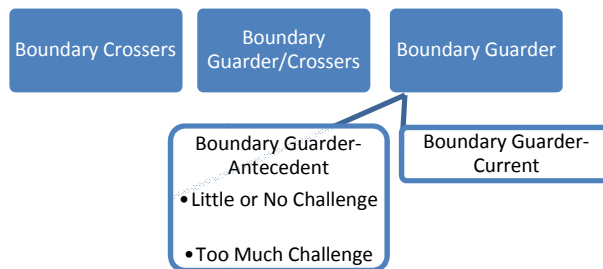 Boundary Crossers
Boundary
Guarder/Crossers
Boundary Guarder
Boundary Guarder-
Antecedent
•Little or No Challenge
•Too Much Challenge
Boundary Guarder-
Current